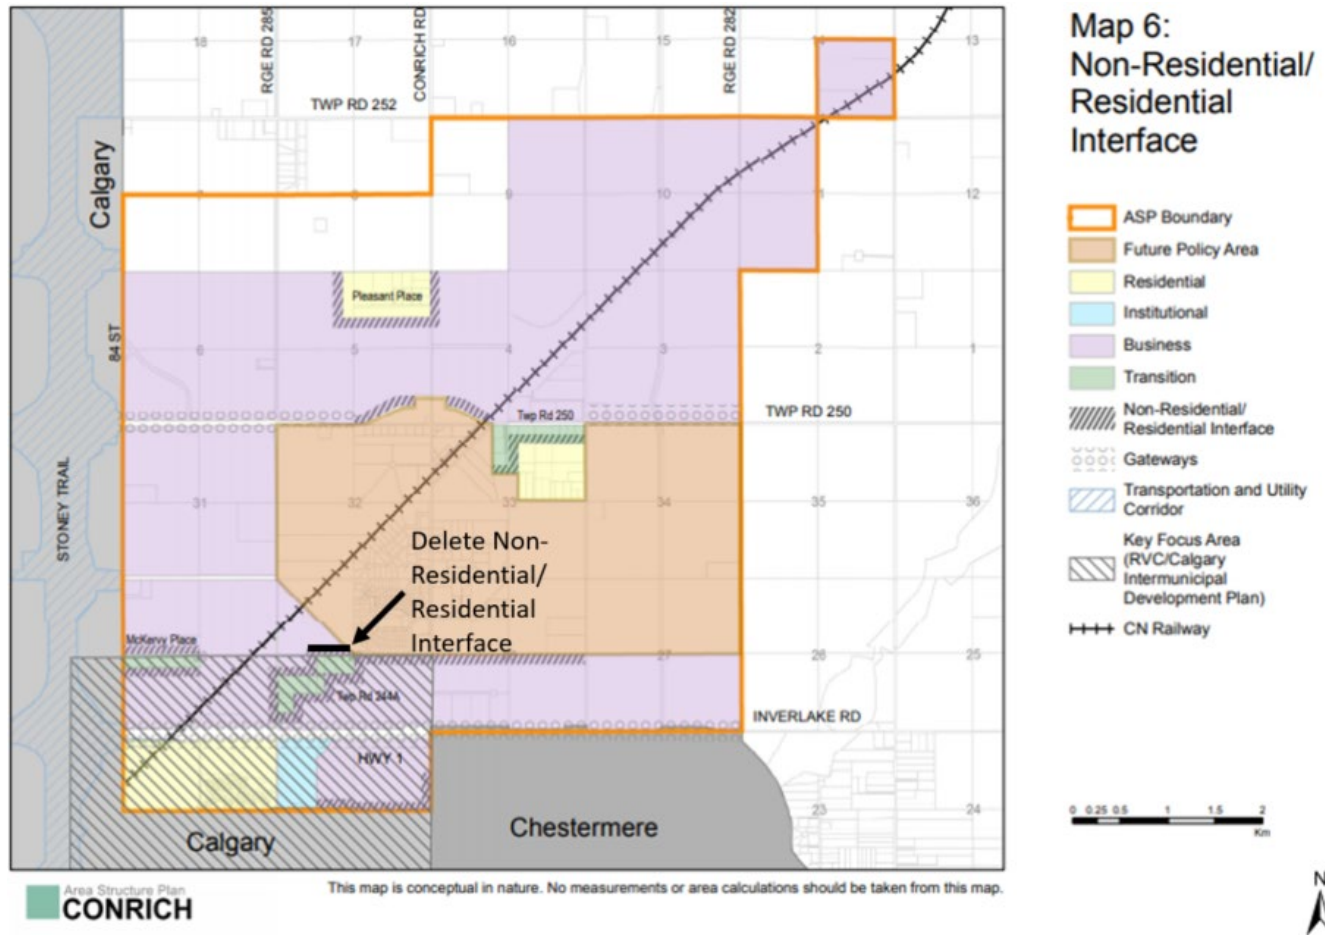 Map 6:
Non-Residential/
Residential
Interface
ASP Boundary
Future Policy Area
Residential
Institutional
Business
Transition
Non-Residential/
Residential Interface
Gateways
Transportation and Utility
Corridor
Key Focus Area
(RVC/Calgary
Intermunicipal
Development Plan)
CN Railway
0 0.25 0.5 1 1.5 2
Km
N
18 17 16 15 14 13
RGE RD 285
CONRICH RD
RGE RD 282
TWP RD 252
Calgary
7 8 9 10 11 12
Pleasant Place
84 ST
6 5 4 3 2 1
Twp Rd 250
TWP RD 250
STONEY TRAIL
31 32 34 35 36
Delete Non-
Residential/
Residential
Interface
McKervy Place
27 26 25
Twp Rd 244A
INVERLAKE RD
HWY 1
23 24
Calgary
Chestermere
Area Structure Plan
CONRICH
This map is conceptual in nature. No measurements or area calculations should be taken from this map.